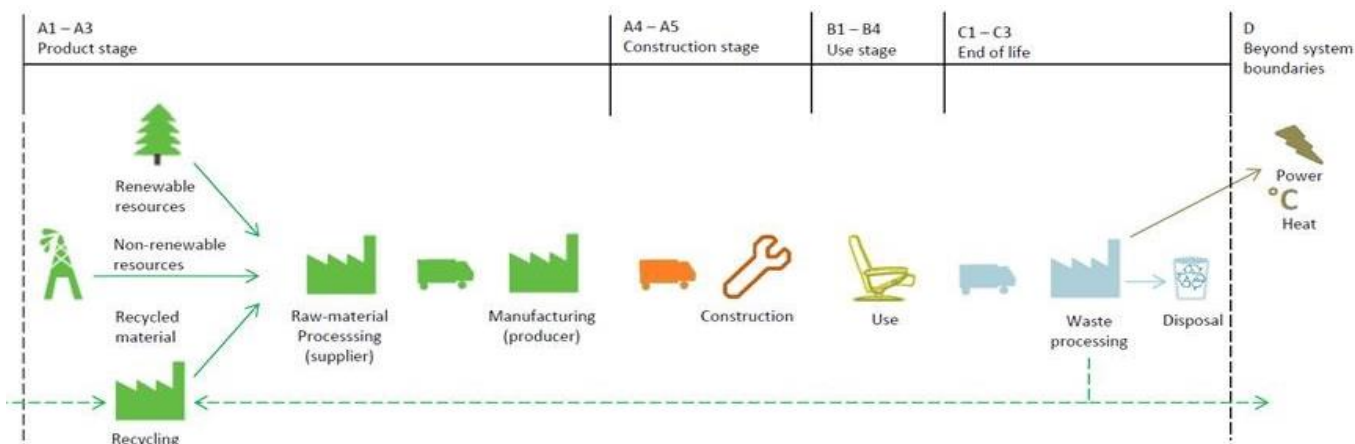 A1 – A3
Product stage
A4 – A5
Construction stage
B1 – B4
Use stage
C1 – C3
End of life
D
Beyond system
boundaries
Renewable
resources
Non-renewable
resources
Recycled
material
Recycling
Raw-material
Processsing
(supplier)
Manufacturing
(producer)
Construction
Use
Waste
processing
Disposal
Power
°C
Heat